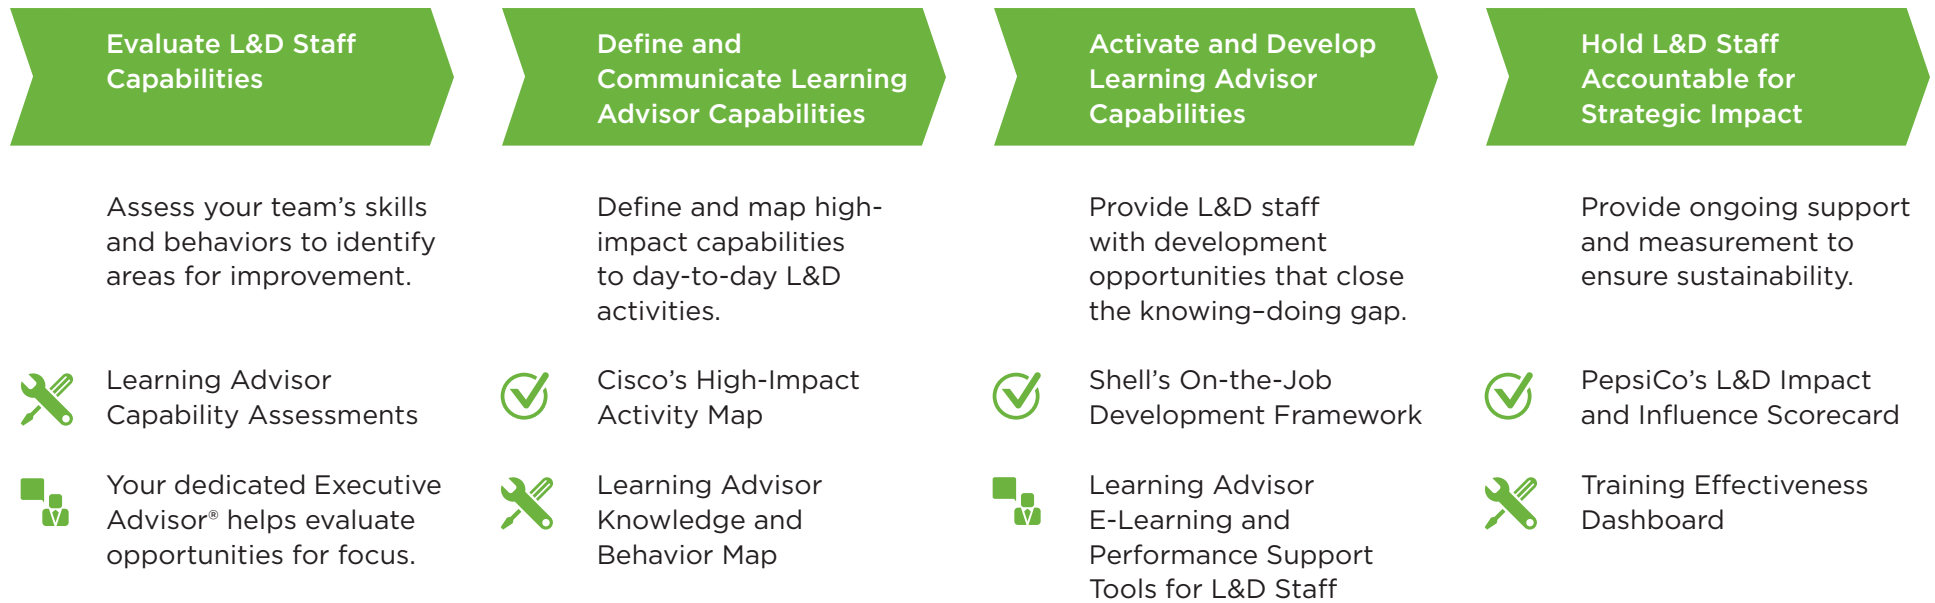 Evaluate L&D Staff
Capabilities
Assess your team’s skills
and behaviors to identify
areas for improvement.
Learning Advisor
Capability Assessments
Your dedicated Executive
Advisor® helps evaluate
opportunities for focus.
Define and
Communicate Learning
Advisor Capabilities
Define and map high-
impact capabilities
to day-to-day L&D
activities.
Cisco’s High-Impact
Activity Map
Learning Advisor
Knowledge and
Behavior Map
Activate and Develop
Learning Advisor
Capabilities
Provide L&D staff
with development
opportunities that close
the knowing–doing gap.
Shell’s On-the-Job
Development Framework
Learning Advisor
E-Learning and
Performance Support
Tools for L&D Staff
Hold L&D Staff
Accountable for
Strategic Impact
Provide ongoing support
and measurement to
ensure sustainability.
PepsiCo’s L&D Impact
and Influence Scorecard
Training Effectiveness
Dashboard